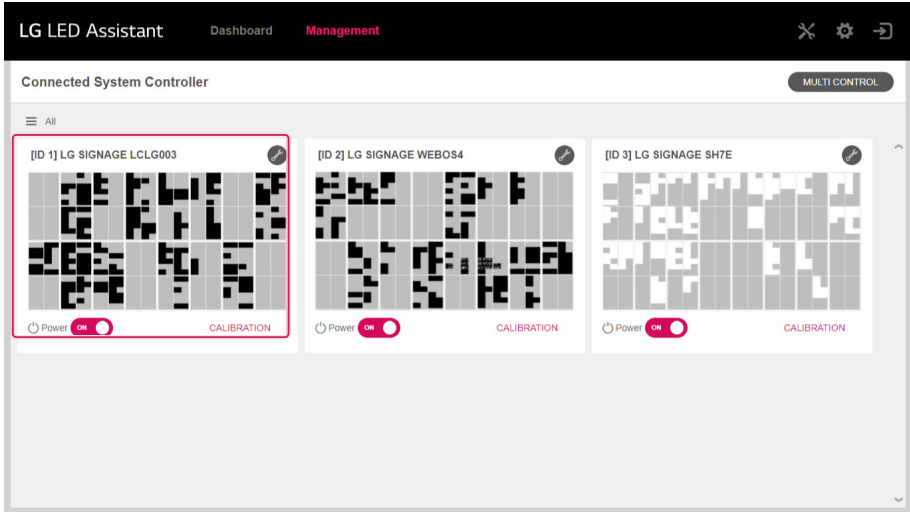 LG LED Assistant Dashboard Management
Connected System Controller MULTI CONTROL
All
[ID 1] LG SIGNAGE LCLG003
Power ON CALIBRATION
[ID 2] LG SIGNAGE WEBOS4
Power ON CALIBRATION
[ID 3] LG SIGNAGE SH7E
Power ON CALIBRATION